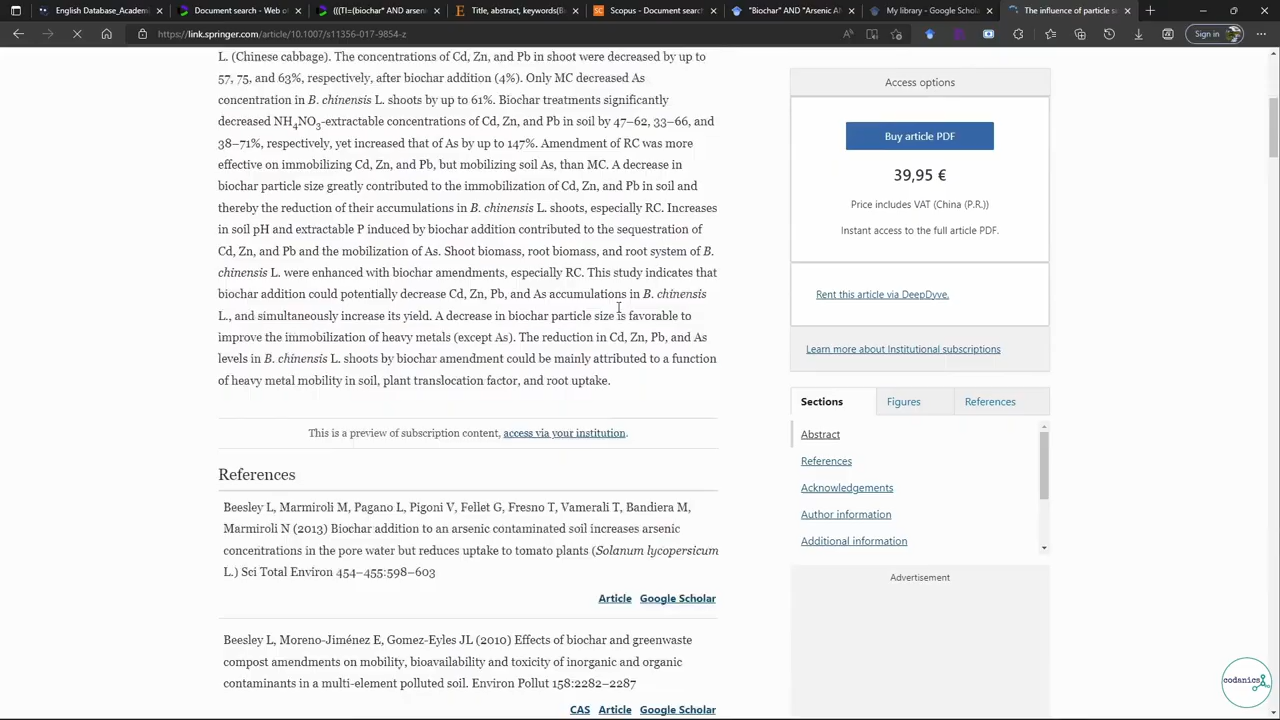 English, academic, databas
Document search - Web of
(((TI=(biochar" AND arsen
Title, abstract, keywords(B
Scopus - Document search
"Biochar" AND "Arsenic A
My library - Google Schola
The influence of particle s
https://link.springer.com/article/10.1007/s11356-017-9854-z
Sign in
L. (Chinese cabbage). The concentrations of Cd, Zn, and Pb in shoot were decreased by up to
57, 75, and 63%, respectively, after biochar addition (4%). Only MC decreased As
concentration in B. chinensis L. shoots by up to 61%. Biochar treatments significantly
decreased NH4NO3-extractable concentrations of Cd, Zn, and Pb in soil by 47–62, 33–66, and
38–71%, respectively, yet increased that of As by up to 147%. Amendment of RC was more
effective on immobilizing Cd, Zn, and Pb, but mobilizing soil As, than MC. A decrease in
biochar particle size greatly contributed to the immobilization of Cd, Zn, and Pb in soil and
thereby the reduction of their accumulations in B. chinensis L. shoots, especially RC. Increases
in soil pH and extractable P induced by biochar addition contributed to the sequestration of
Cd, Zn, and Pb and the mobilization of As. Shoot biomass, root biomass, and root system of B.
chinensis L. were enhanced with biochar amendments, especially RC. This study indicates that
biochar addition could potentially decrease Cd, Zn, Pb, and As accumulations in B. chinensis
L., and simultaneously increase its yield. A decrease in biochar particle size is favorable to
improve the immobilization of heavy metals (except As). The reduction in Cd, Zn, Pb, and As
levels in B. chinensis L. shoots by biochar amendment could be mainly attributed to a function
of heavy metal mobility in soil, plant translocation factor, and root uptake.
This is a preview of subscription content, access via your institution.
References
Beesley L, Marmiroli M, Pagano L, Pigoni V, Fellet G, Fresno T, Vamerali T, Bandiera M,
Marmiroli N (2013) Biochar addition to an arsenic contaminated soil increases arsenic
concentrations in the pore water but reduces uptake to tomato plants (Solanum lycopersicum
L.) Sci Total Environ 454–455:598–603
Article Google Scholar
Beesley L, Moreno-Jiménez E, Gomez-Eyles JL (2010) Effects of biochar and greenwaste
compost amendments on mobility, bioavailability and toxicity of inorganic and organic
contaminants in a multi-element polluted soil. Environ Pollut 158:2282–2287
CAS Article Google Scholar
Access options
Buy article PDF
39,95 €
Price includes VAT (China (P.R.))
Instant access to the full article PDF.
Rent this article via DeepDyve.
Learn more about Institutional subscriptions
Sections Figures References
Abstract
References
Acknowledgements
Author information
Additional information
Advertisement
codanics